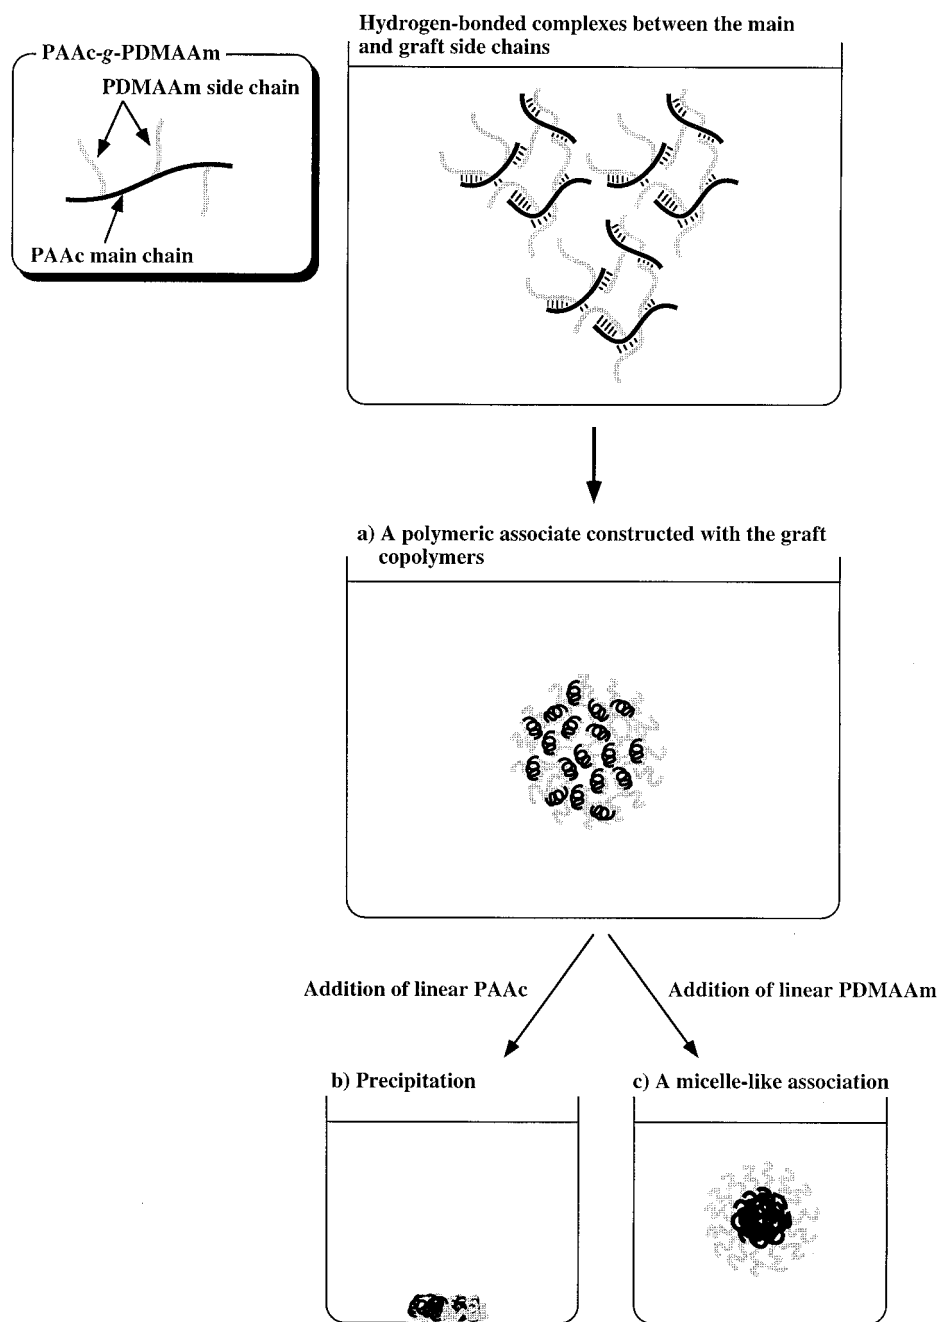 PAAc-g-PDMAAm
PDMAAm side chain
PAAc main chain
Hydrogen-bonded complexes between the main
and graft side chains
a) A polymeric associate constructed with the graft
copolymers
Addition of linear PAAc
Addition of linear PDMAAm
b) Precipitation
c) A micelle-like association